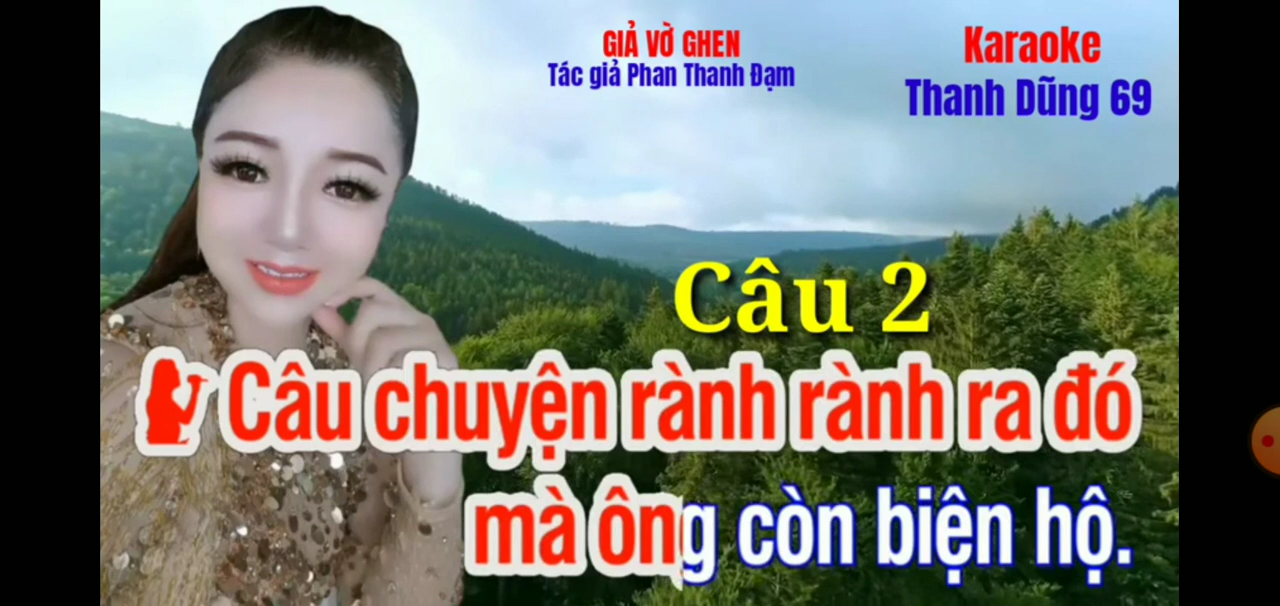 GIẢ VỜ GHEN
Tác giả Phan Thanh Đạm
Karaoke
Thanh Dũng 69
Câu 2
Câu chuyện rành rành ra đó
mà ông còn biện hộ.